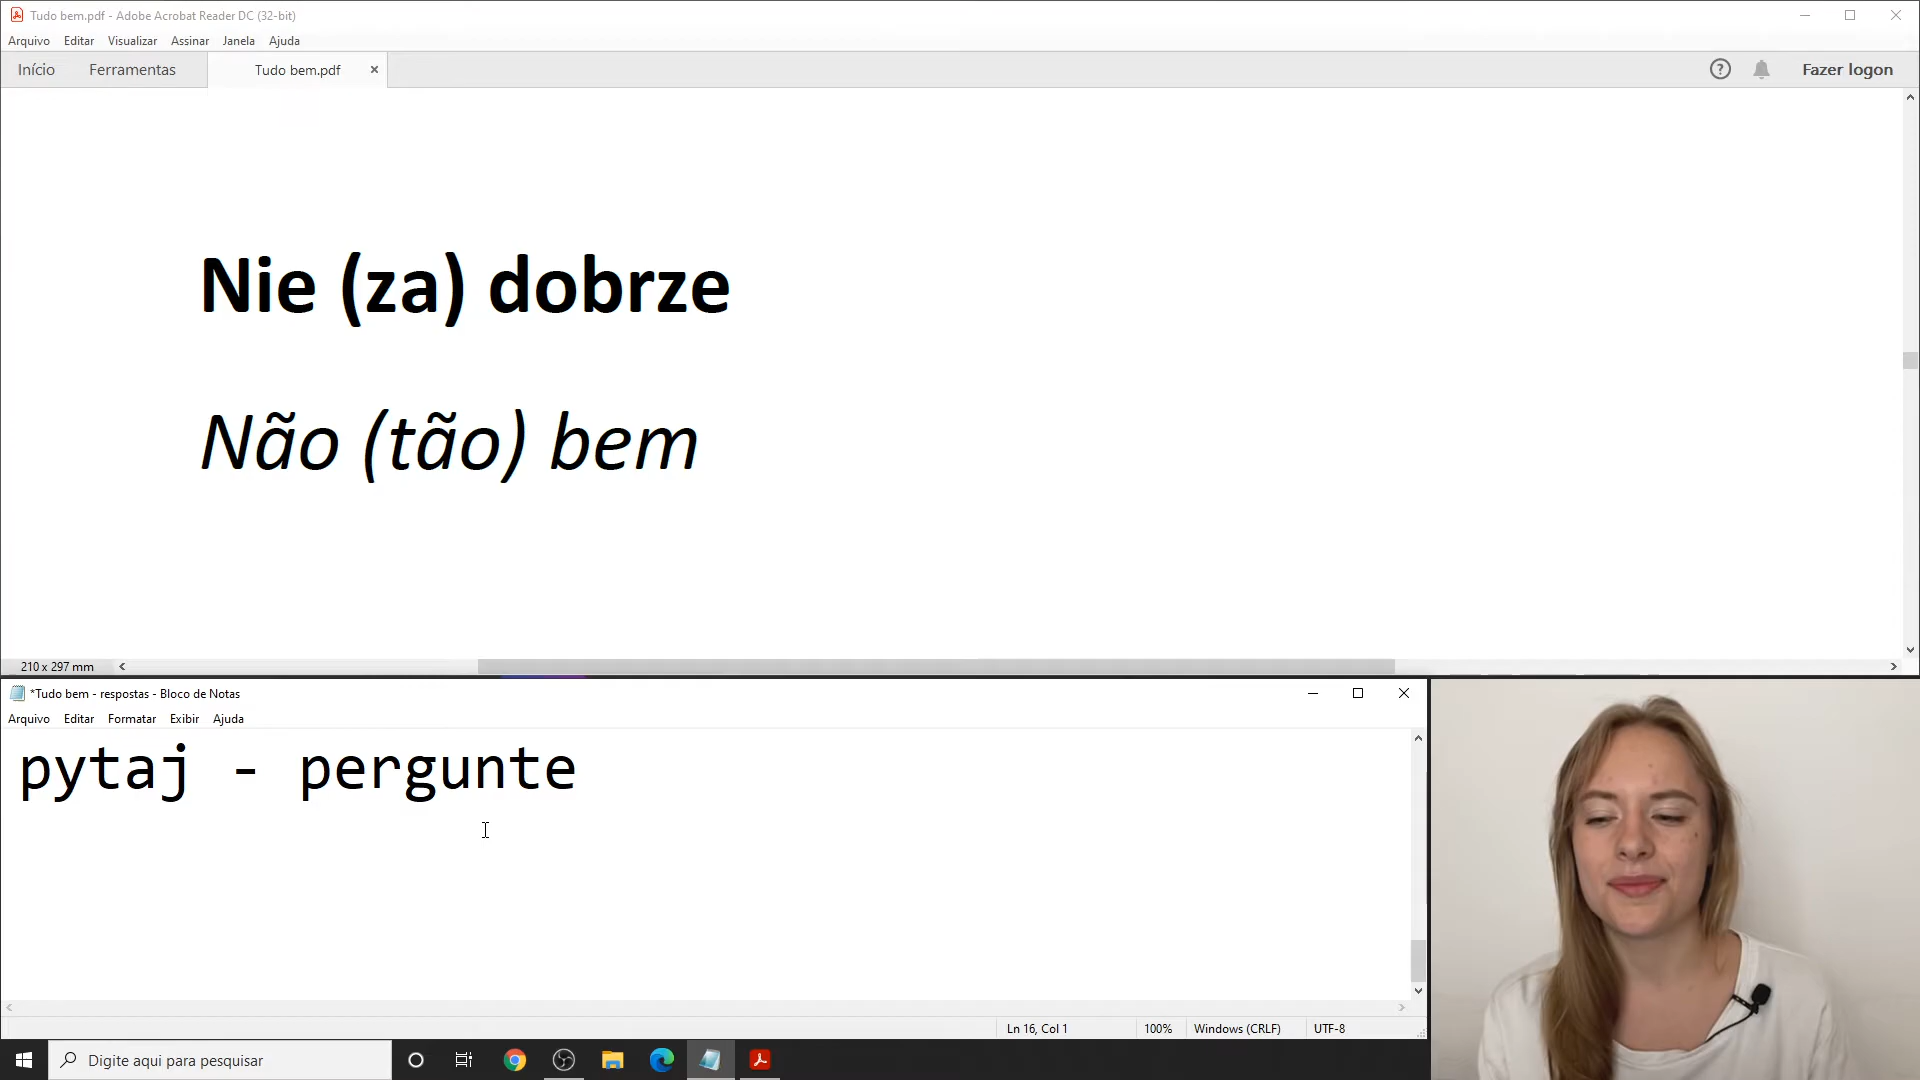 Tudo bem.pdf - Adobe Acrobat Reader DC (32-bit)
Arquivo Editar Visualizar Assinar Janela Ajuda
Início Ferramentas Tudo bem.pdf Fazer logon
Nie (za) dobrze
Não (tão) bem
210 x 297 mm
*Tudo bem - respostas - Bloco de Notas
Arquivo Editar Formatar Exibir Ajuda
pytaj - pergunte
Ln 16, Col 1 100% Windows (CRLF) UTF-8
Digite aqui para pesquisar